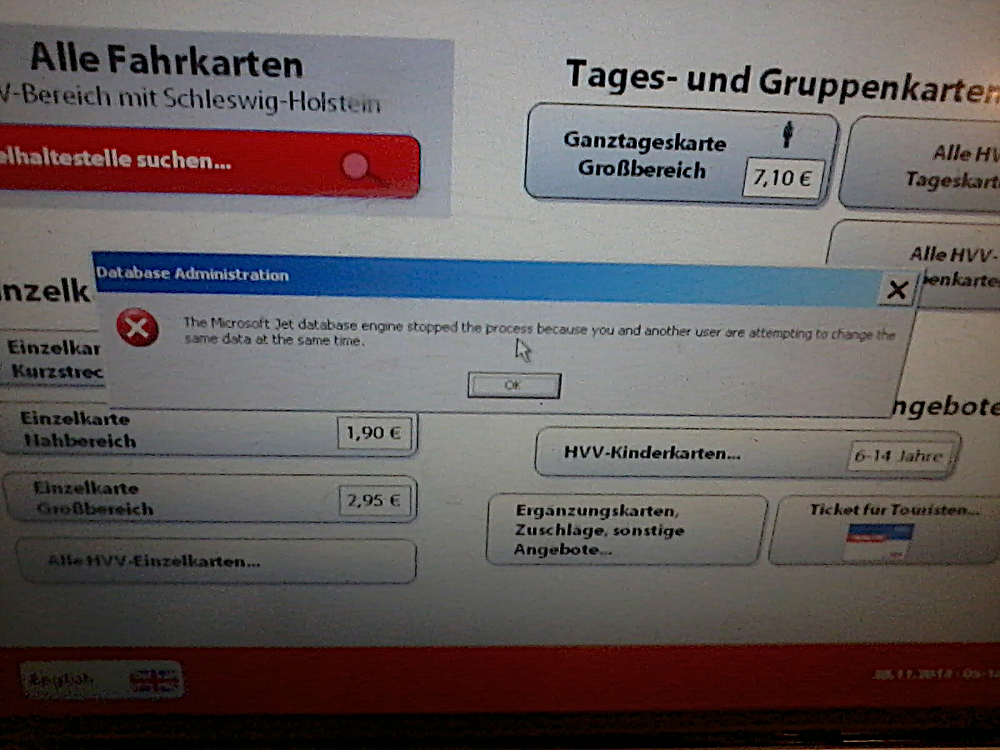 Alle Fahrkarten
V-Bereich mit Schleswig-Holstein
elhaltestelle suchen...
Tages- und Gruppenkarten
Ganztageskarte
Großbereich
7,10 €
Alle HV
Tageskart
Alle HVV-
enkarte
nzelk
Database Administration
The Microsoft Jet database engine stopped the process because you and another user are attempting to change the
same data at the same time.
OK
Einzelkar
Kurzstrec
Einzelkarte
Nahbereich
1,90 €
Einzelkarte
Großbereich
2,95 €
Alle HVV-Einzelkarten...
ngebote
HVV-Kinderkarten...
6-14 Jahre
Ergänzungskarten,
Zuschläge, sonstige
Angebote...
Ticket für Touristen...
English